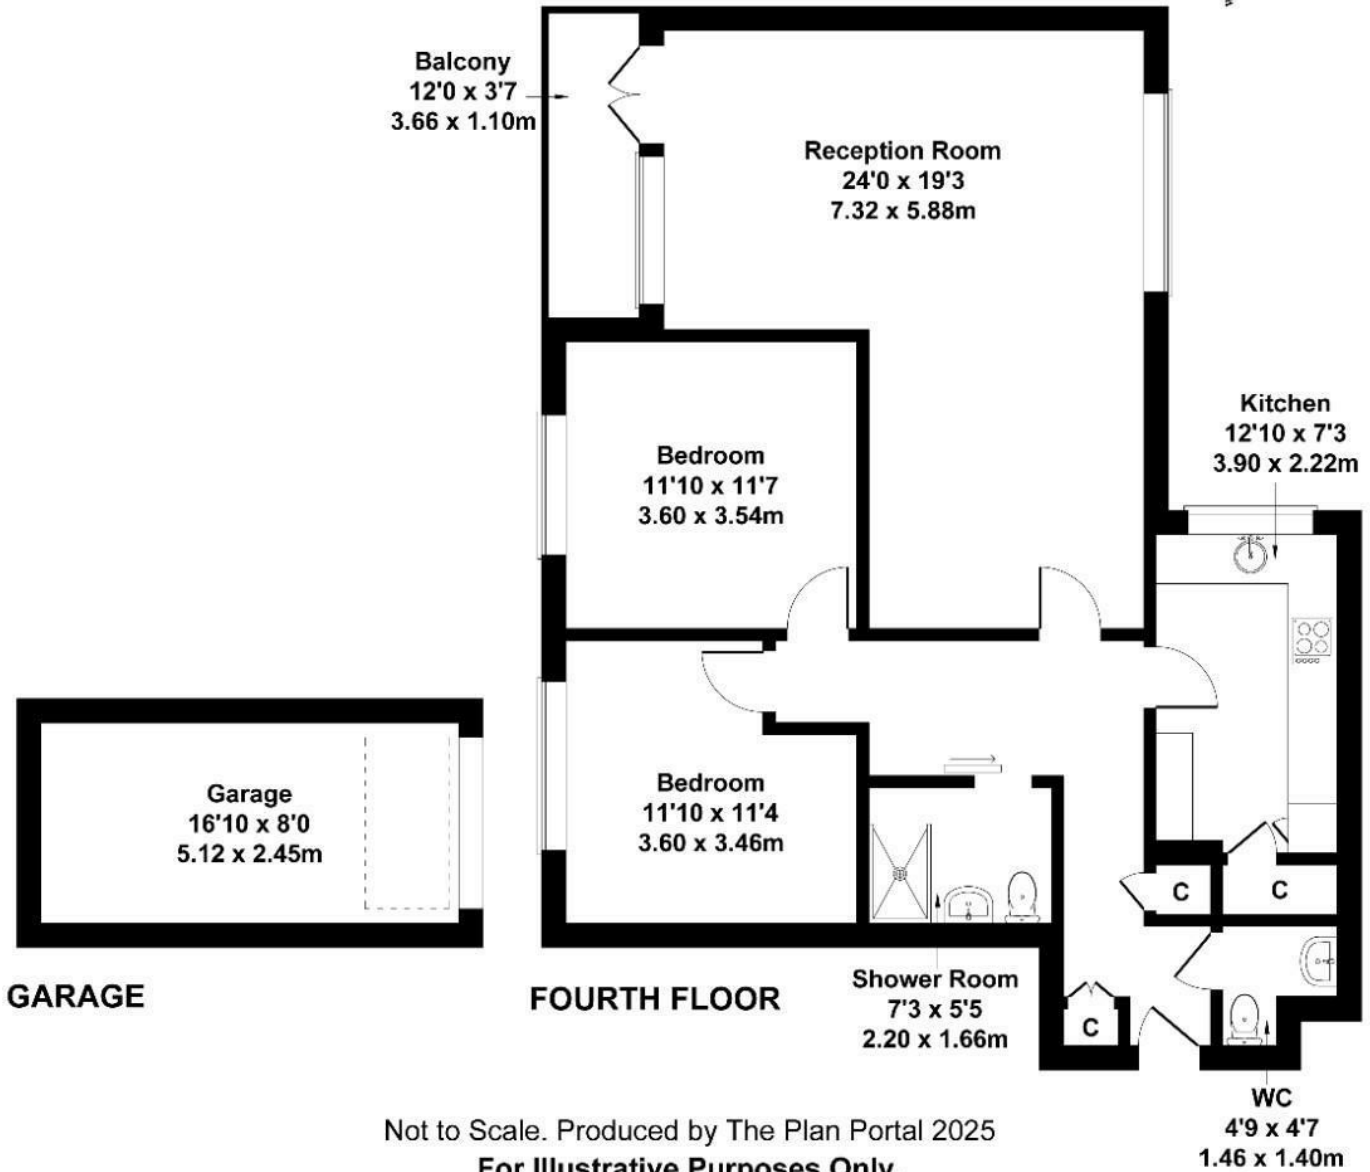 Balcony
12'0 x 3'7
3.66 x 1.10m
Reception Room
24'0 x 19'3
7.32 x 5.88m
Kitchen
12'10 x 7'3
3.90 x 2.22m
Bedroom
11'10 x 11'7
3.60 x 3.54m
Bedroom
11'10 x 11'4
3.60 x 3.46m
Garage
16'10 x 8'0
5.12 x 2.45m
C
C
C
GARAGE
FOURTH FLOOR
Shower Room
7'3 x 5'5
2.20 x 1.66m
WC
4'9 x 4'7
1.46 x 1.40m
Not to Scale. Produced by The Plan Portal 2025
For Illustrative Purposes Only